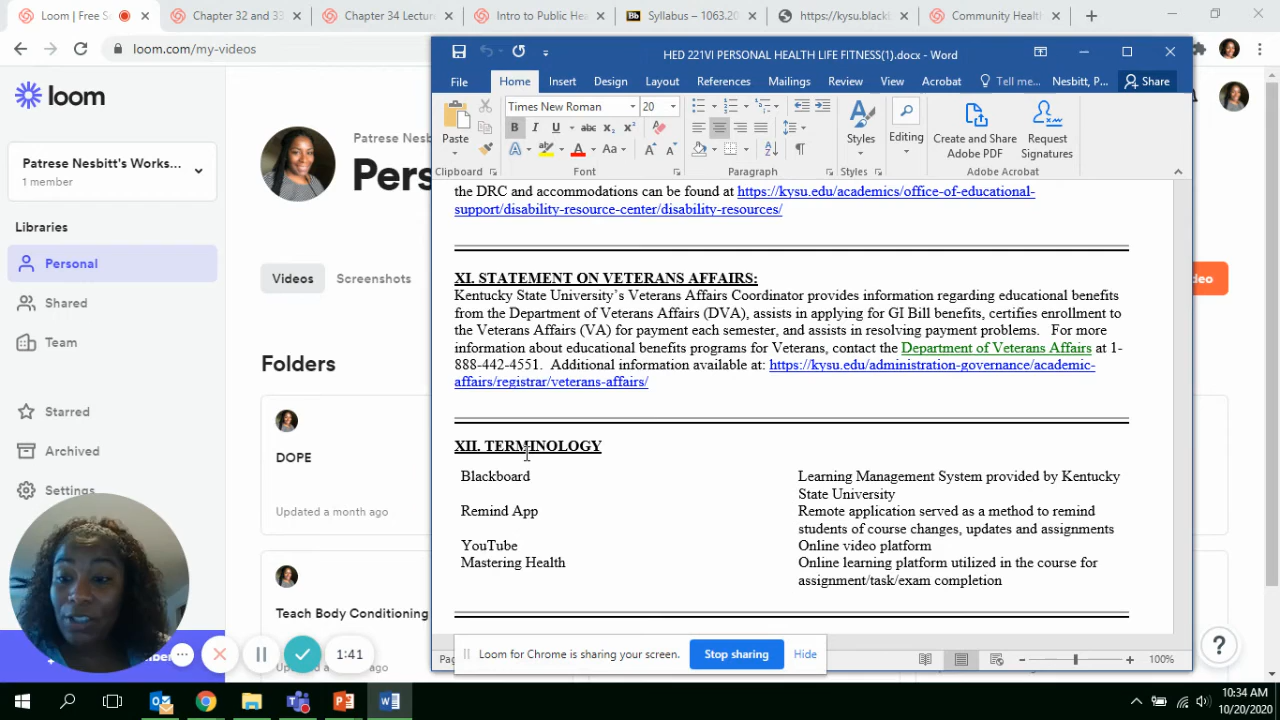 Loom | Free S
Chapter 32 and 33
Chapter 34 Lectur
Intro to Public Hea
Syllabus – 1063.20
https://kysu.black
Community Health
loom.com/my-videos
loom
Patrese Nesbitt's Works...
1 member
Libraries:
Personal
Shared
Team
Starred
Archived
Settings
Patrese Nesbitt
Pers
Videos
Screenshots
Folders
DOPE
Updated a month ago
Teach Body Conditioning
HED 221VI PERSONAL HEALTH LIFE FITNESS(1).docx - Word
File
Home
Insert
Design
Layout
References
Mailings
Review
View
Acrobat
Tell me...
Nesbitt, P...
Share
Times New Roman
20
Paste
Styles
Editing
Create and Share
Adobe PDF
Request
Signatures
Clipboard
Font
Paragraph
Styles
Adobe Acrobat
the DRC and accommodations can be found at https://kysu.edu/academics/office-of-educational-
support/disability-resource-center/disability-resources/
XI. STATEMENT ON VETERANS AFFAIRS:
Kentucky State University's Veterans Affairs Coordinator provides information regarding educational benefits
from the Department of Veterans Affairs (DVA), assists in applying for GI Bill benefits, certifies enrollment to
the Veterans Affairs (VA) for payment each semester, and assists in resolving payment problems. For more
information about educational benefits programs for Veterans, contact the Department of Veterans Affairs at 1-
888-442-4551. Additional information available at: https://kysu.edu/administration-governance/academic-
affairs/registrar/veterans-affairs/
XII. TERMINOLOGY
Blackboard
Learning Management System provided by Kentucky
State University
Remind App
Remote application served as a method to remind
students of course changes, updates and assignments
YouTube
Online video platform
Mastering Health
Online learning platform utilized in the course for
assignment/task/exam completion
Loom for Chrome is sharing your screen.
Stop sharing
Hide
1:41
100%
10:34 AM
10/20/2020